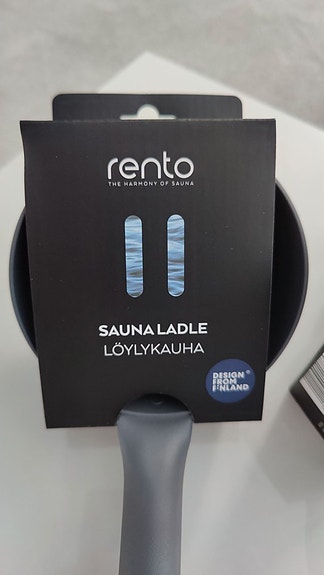 rento
THE HARMONY OF SAUNA
SAUNA LADLE
LÖYLYKAUHA
DESIGN
FROM
FINLAND